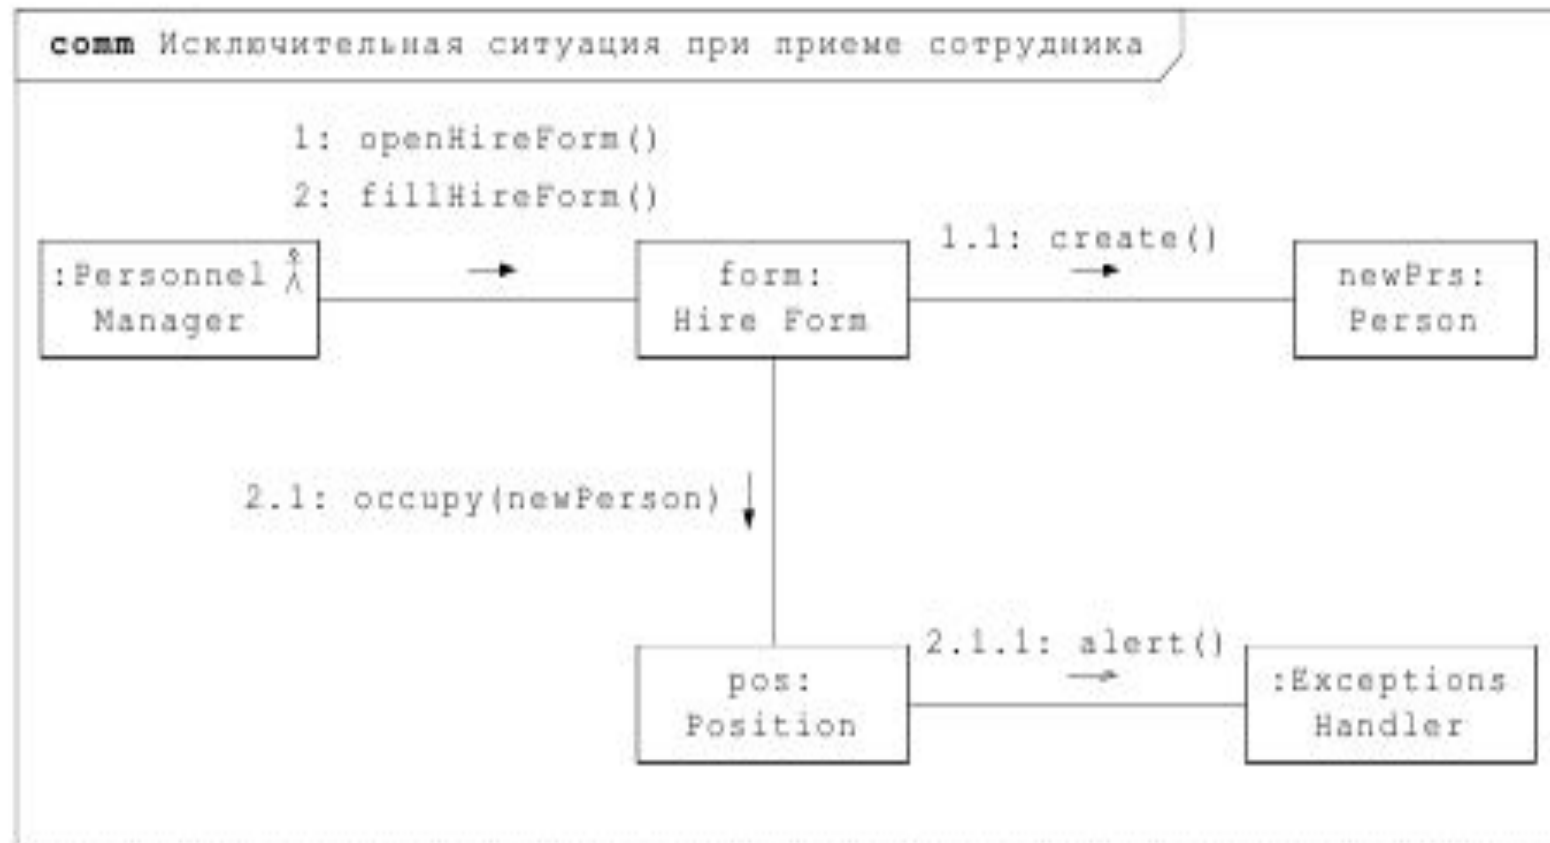 comm Исключительная ситуация при приеме сотрудника
1: openHireForm()
2: fillHireForm()
1.1: create()
:Personnel
Manager
form:
Hire Form
newPrs:
Person
2.1: occupy(newPerson)
2.1.1: alert()
pos:
Position
:Exceptions
Handler